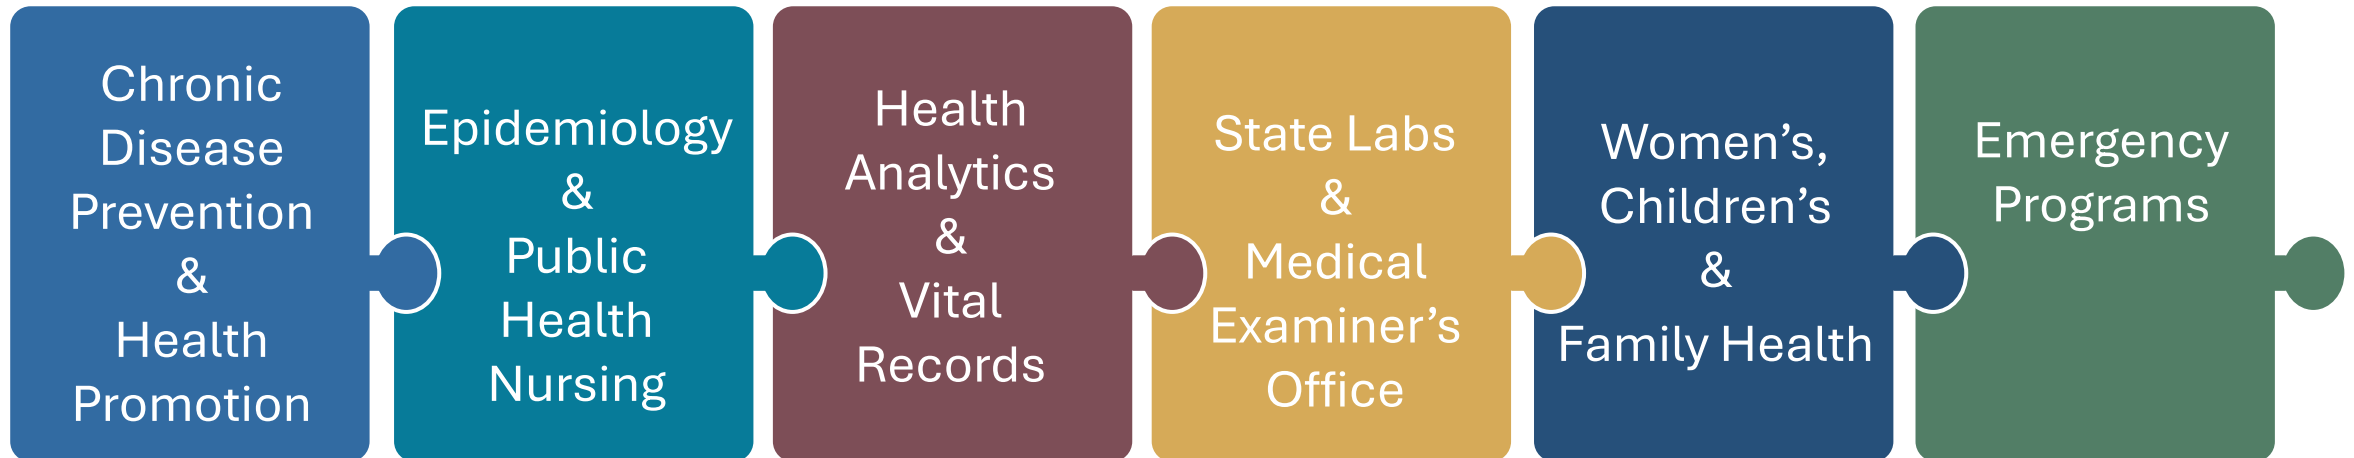 Chronic
Disease
Prevention
&
Health
Promotion
Epidemiology
&
Public
Health
Nursing
Health
Analytics
&
Vital
Records
State Labs
&
Medical
Examiner’s
Office
Women’s,
Children’s
&
Family Health
Emergency
Programs